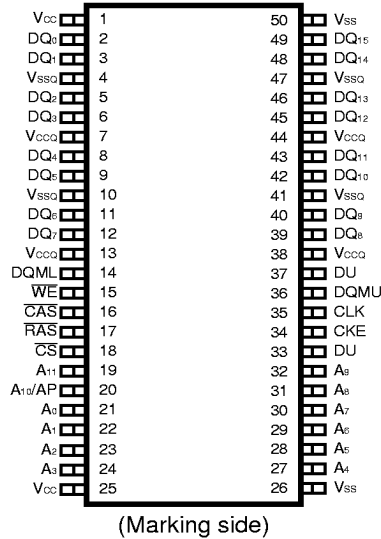 Vcc 1 50 Vss
DQ0 2 49 DQ15
DQ1 3 48 DQ14
VssQ 4 47 VssQ
DQ2 5 46 DQ13
DQ3 6 45 DQ12
VccQ 7 44 VccQ
DQ4 8 43 DQ11
DQ5 9 42 DQ10
VssQ 10 41 VssQ
DQ6 11 40 DQ9
DQ7 12 39 DQ8
VccQ 13 38 VccQ
DQML 14 37 DU
WE 15 36 DQMU
CAS 16 35 CLK
RAS 17 34 CKE
CS 18 33 DU
A11 19 32 A9
A10/AP 20 31 A8
A0 21 30 A7
A1 22 29 A6
A2 23 28 A5
A3 24 27 A4
Vcc 25 26 Vss
(Marking side)